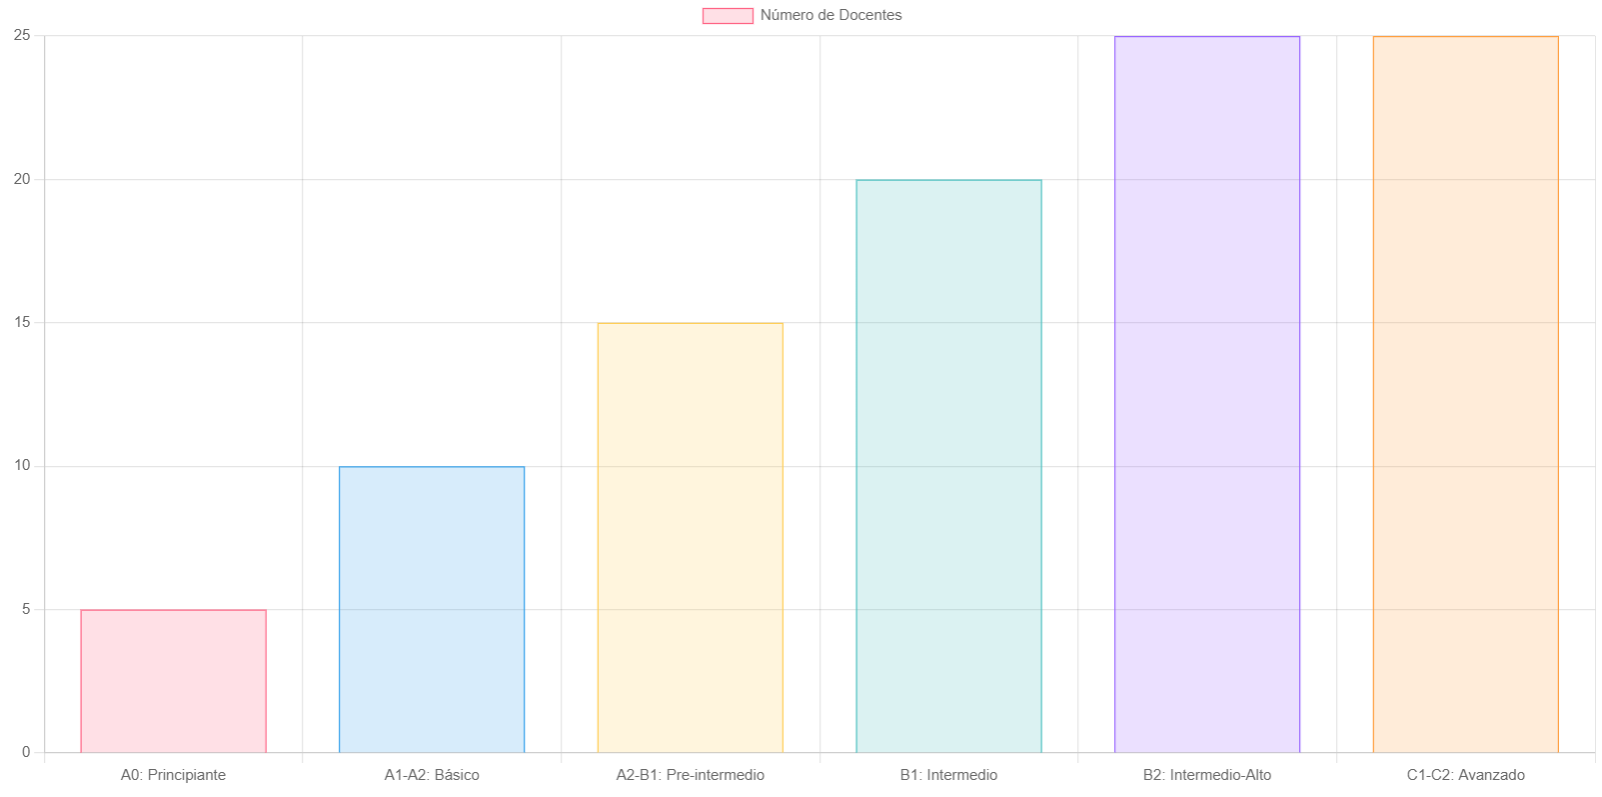 Número de Docentes
25
20
15
10
5
0
A0: Principiante
A1-A2: Básico
A2-B1: Pre-intermedio
B1: Intermedio
B2: Intermedio-Alto
C1-C2: Avanzado